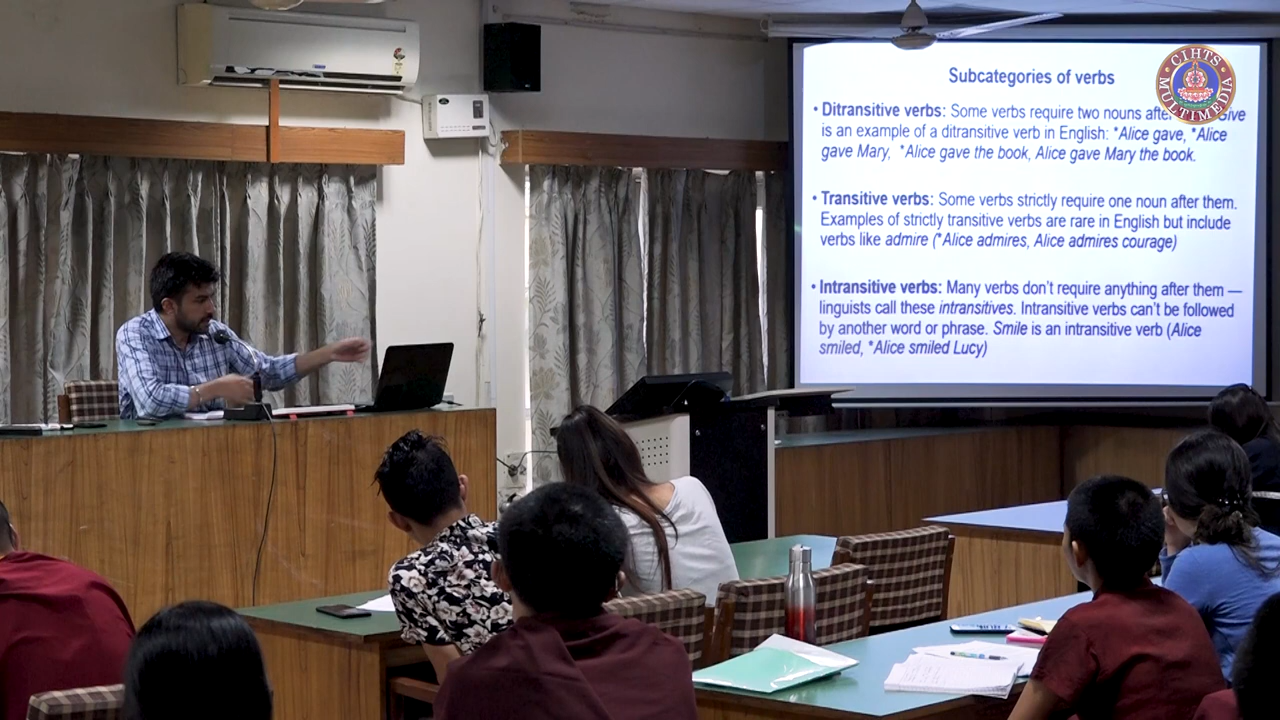 Subcategories of verbs
CIHTS
MULTIMEDIA
• Ditransitive verbs: Some verbs require two nouns after Give
is an example of a ditransitive verb in English: *Alice gave, *Alice
gave Mary, *Alice gave the book, Alice gave Mary the book.
• Transitive verbs: Some verbs strictly require one noun after them.
Examples of strictly transitive verbs are rare in English but include
verbs like admire (*Alice admires, Alice admires courage)
• Intransitive verbs: Many verbs don't require anything after them —
linguists call these intransitives. Intransitive verbs can't be followed
by another word or phrase. Smile is an intransitive verb (Alice
smiled, *Alice smiled Lucy)